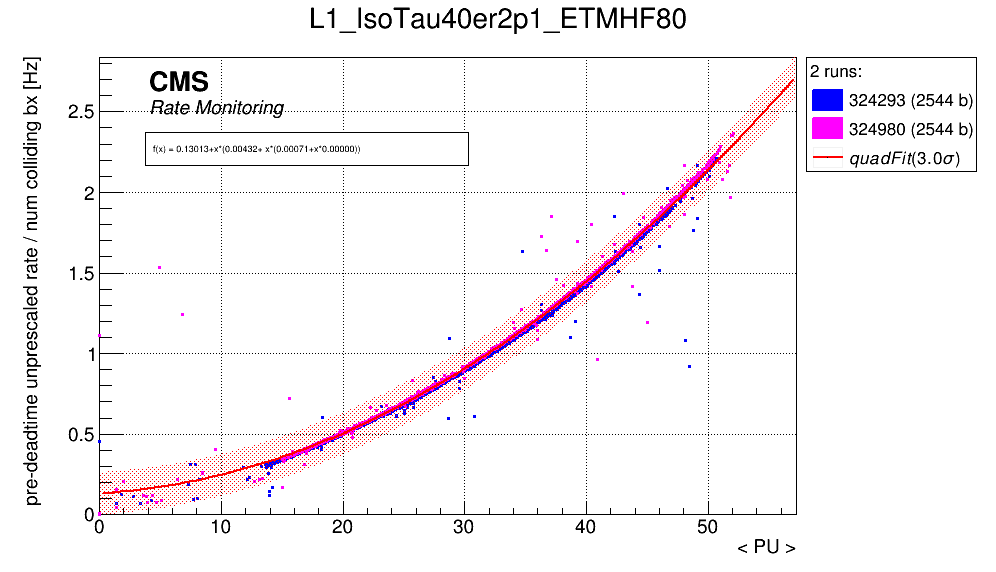 L1_IsoTau40er2p1_ETMHF80
pre-deadtime unprescaled rate / num colliding bx [Hz]
CMS
Rate Monitoring
f(x) = 0.13013+x*(0.00432+ x*(0.00071+x*0.00000))
2.5
2
1.5
1
0.5
0
0 10 20 30 40 50
< PU >
2 runs:
324293 (2544 b)
324980 (2544 b)
quadFit(3.0σ)